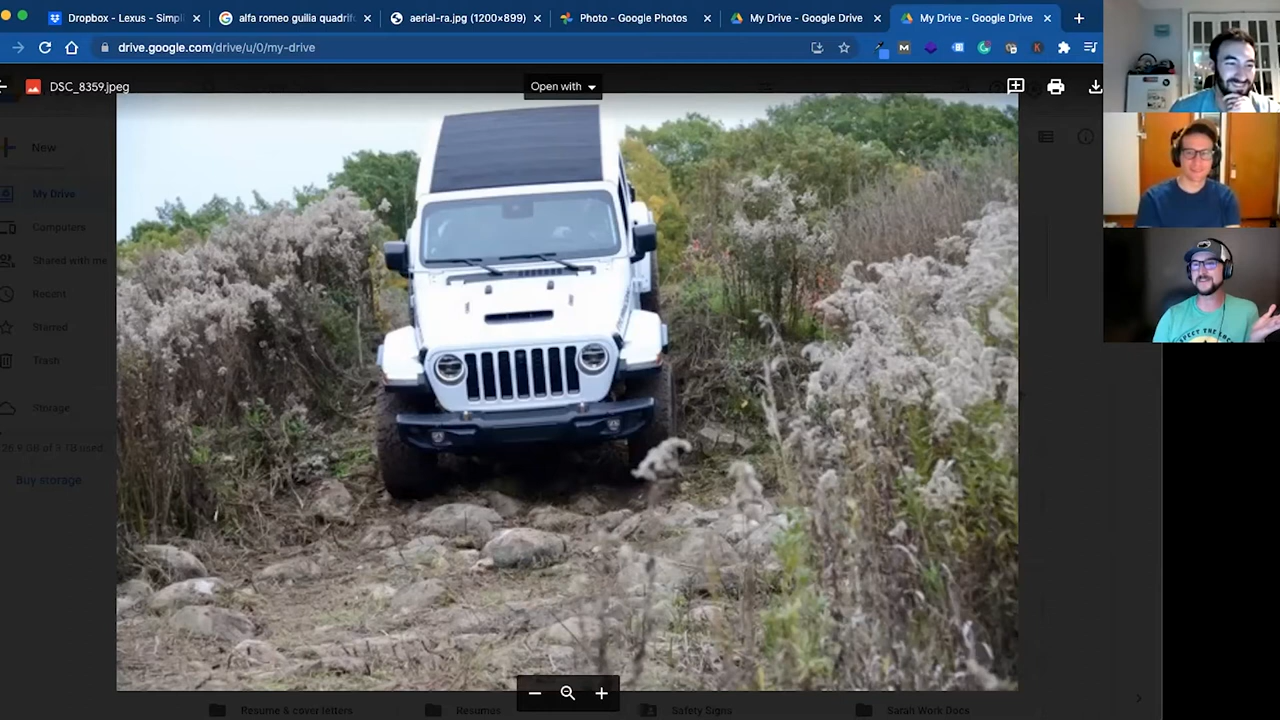 Dropbox - Lexus - Simpl
alfa romeo guilia quadrifo
aerial-ra.jpg (1200×899)
Photo - Google Photos
My Drive - Google Drive
My Drive - Google Drive
drive.google.com/drive/u/0/my-drive
DSC_8359.jpeg
Open with
New
My Drive
Computers
Shared with me
Recent
Starred
Trash
Storage
Buy storage
Resume & cover letters
Resumes
Safety Signs
Sarah Work Docs